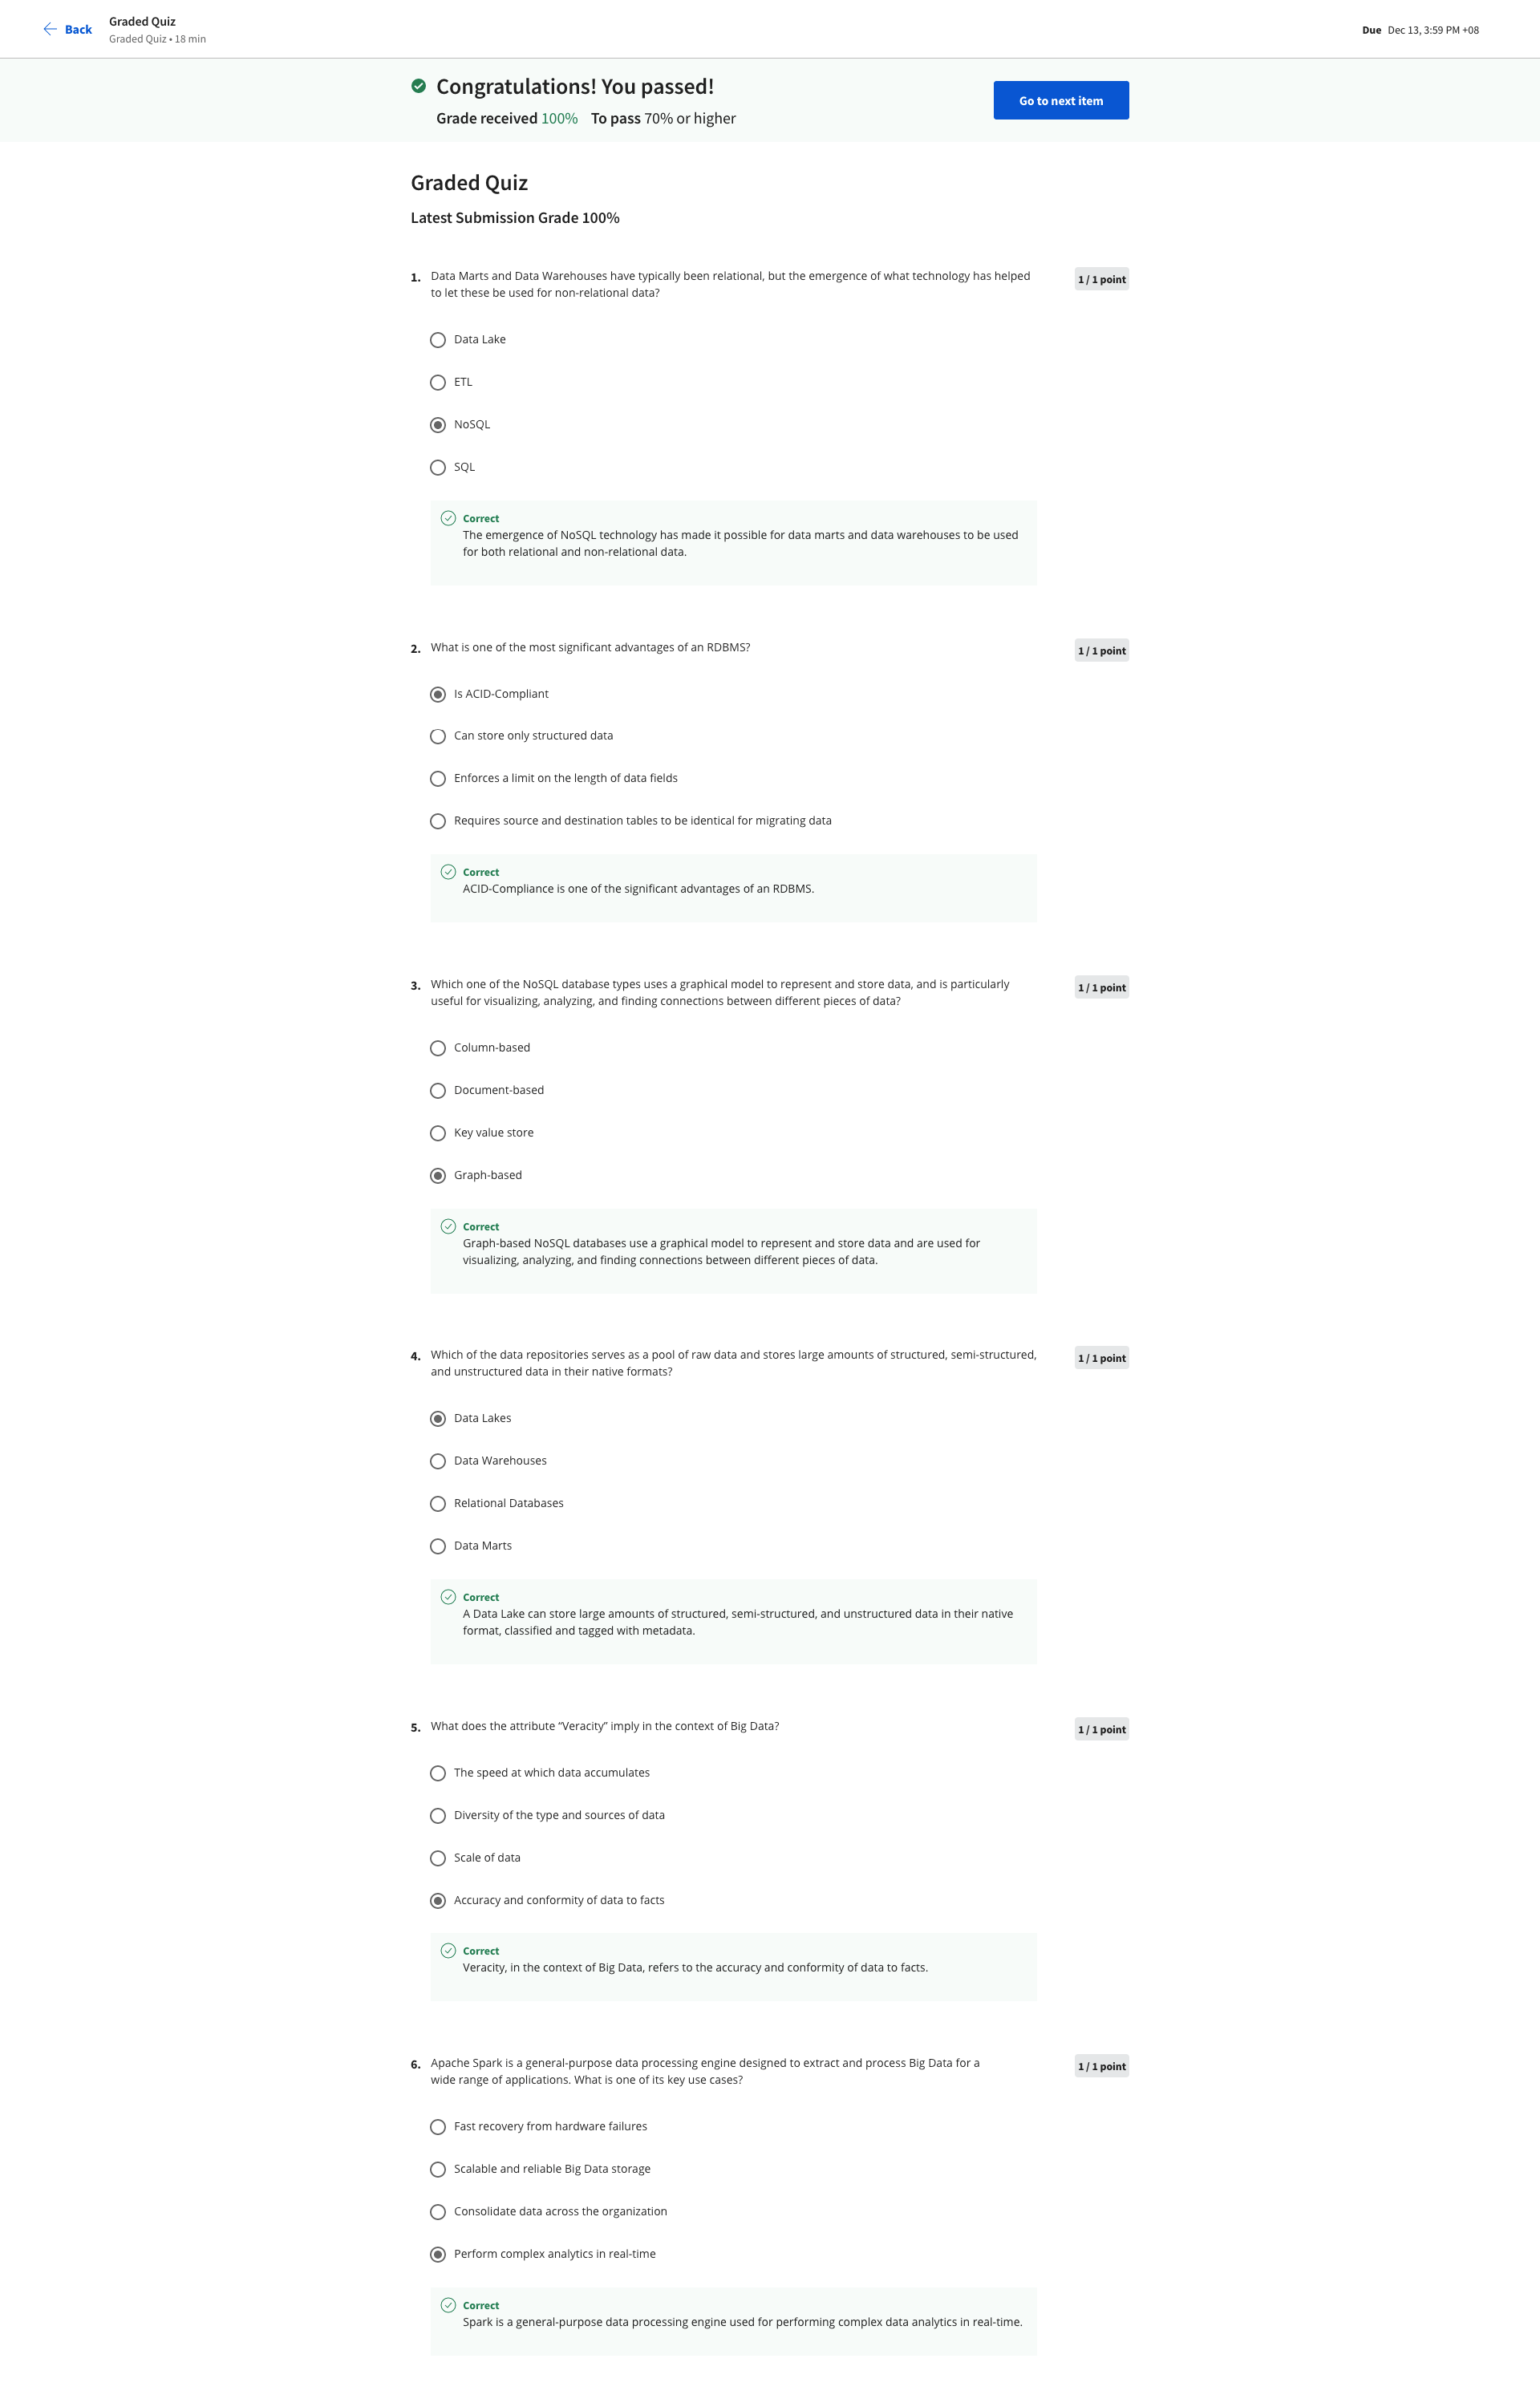 Back
Graded Quiz
Graded Quiz • 18 min
Due Dec 13, 3:59 PM +08
Congratulations! You passed!
Grade received 100% To pass 70% or higher
Go to next item
Graded Quiz
Latest Submission Grade 100%
1. Data Marts and Data Warehouses have typically been relational, but the emergence of what technology has helped
to let these be used for non-relational data?
1 / 1 point
Data Lake
ETL
NoSQL
SQL
Correct
The emergence of NoSQL technology has made it possible for data marts and data warehouses to be used
for both relational and non-relational data.
2. What is one of the most significant advantages of an RDBMS?
1 / 1 point
Is ACID-Compliant
Can store only structured data
Enforces a limit on the length of data fields
Requires source and destination tables to be identical for migrating data
Correct
ACID-Compliance is one of the significant advantages of an RDBMS.
3. Which one of the NoSQL database types uses a graphical model to represent and store data, and is particularly
useful for visualizing, analyzing, and finding connections between different pieces of data?
1 / 1 point
Column-based
Document-based
Key value store
Graph-based
Correct
Graph-based NoSQL databases use a graphical model to represent and store data and are used for
visualizing, analyzing, and finding connections between different pieces of data.
4. Which of the data repositories serves as a pool of raw data and stores large amounts of structured, semi-structured,
and unstructured data in their native formats?
1 / 1 point
Data Lakes
Data Warehouses
Relational Databases
Data Marts
Correct
A Data Lake can store large amounts of structured, semi-structured, and unstructured data in their native
format, classified and tagged with metadata.
5. What does the attribute “Veracity” imply in the context of Big Data?
1 / 1 point
The speed at which data accumulates
Diversity of the type and sources of data
Scale of data
Accuracy and conformity of data to facts
Correct
Veracity, in the context of Big Data, refers to the accuracy and conformity of data to facts.
6. Apache Spark is a general-purpose data processing engine designed to extract and process Big Data for a
wide range of applications. What is one of its key use cases?
1 / 1 point
Fast recovery from hardware failures
Scalable and reliable Big Data storage
Consolidate data across the organization
Perform complex analytics in real-time
Correct
Spark is a general-purpose data processing engine used for performing complex data analytics in real-time.